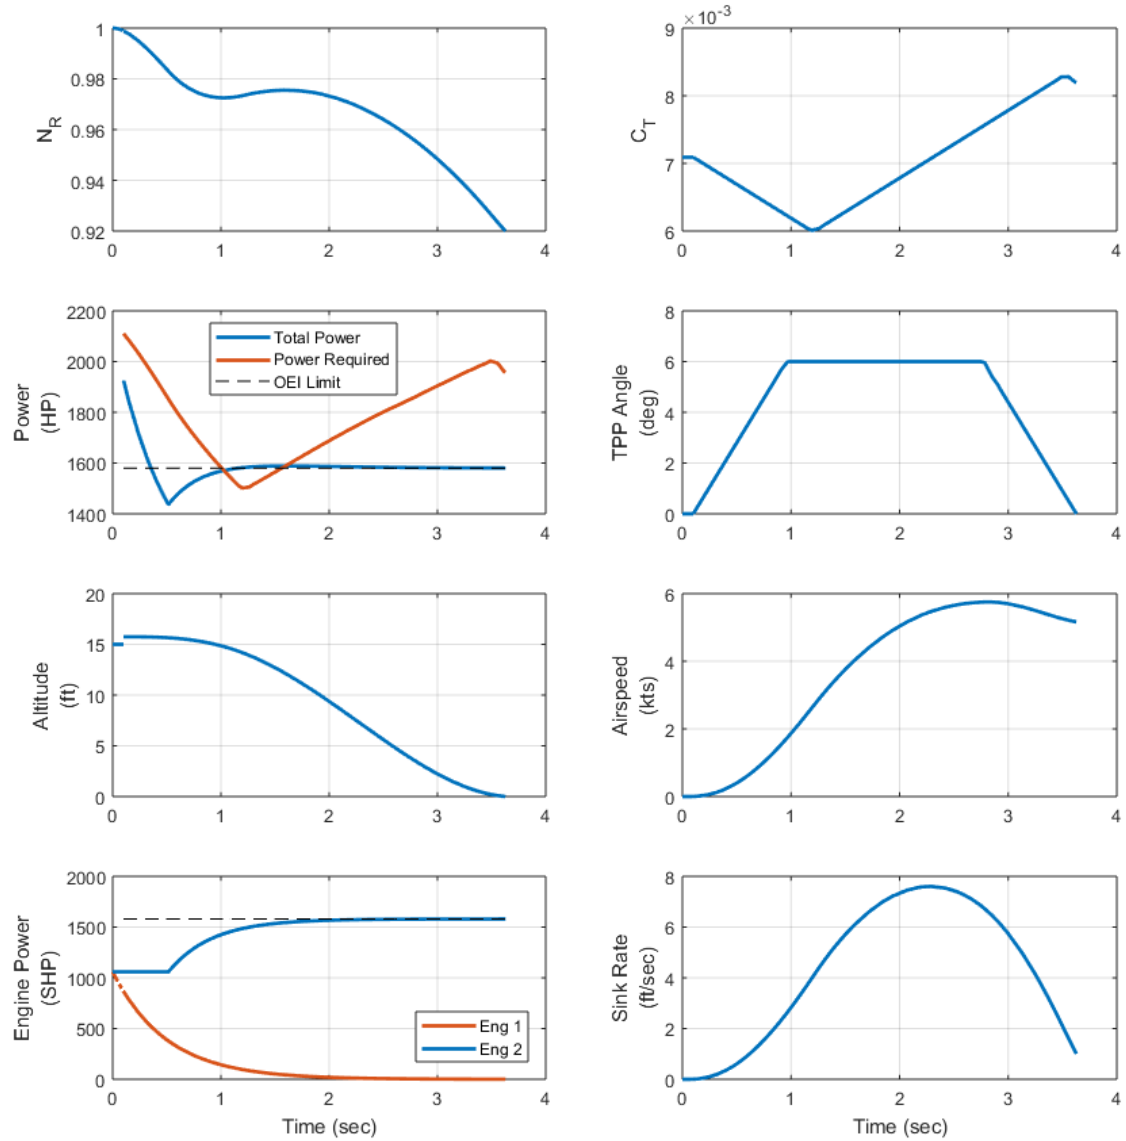 1
0.98
0.96
0.94
0.92
N_R
0 1 2 3 4
×10^-3
9
8
7
6
C_T
0 1 2 3 4
2200
2000
1800
1600
1400
Power
(HP)
Total Power
Power Required
OEI Limit
0 1 2 3 4
8
6
4
2
0
TPP Angle
(deg)
0 1 2 3 4
20
15
10
5
0
Altitude
(ft)
0 1 2 3 4
6
4
2
0
Airspeed
(kts)
0 1 2 3 4
2000
1500
1000
500
0
Engine Power
(SHP)
Eng 1
Eng 2
0 1 2 3 4
Time (sec)
8
6
4
2
0
Sink Rate
(ft/sec)
0 1 2 3 4
Time (sec)